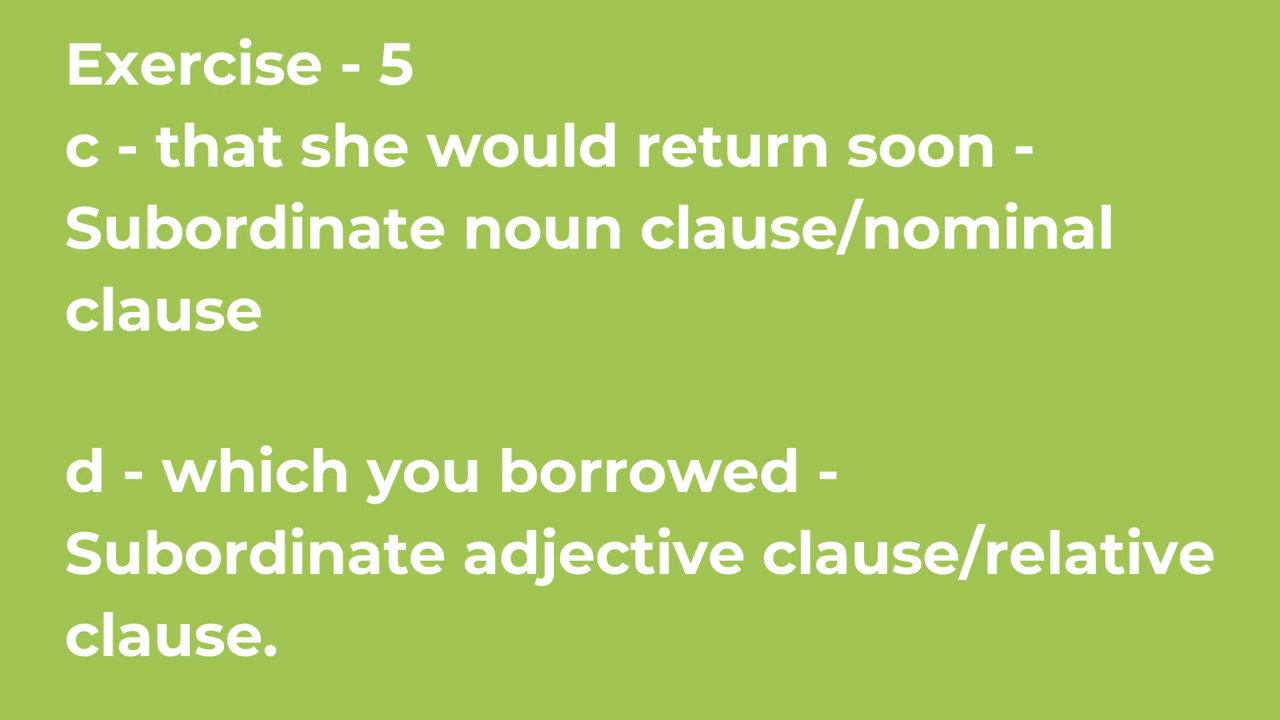 Exercise - 5
c - that she would return soon -
Subordinate noun clause/nominal
clause
d - which you borrowed -
Subordinate adjective clause/relative
clause.